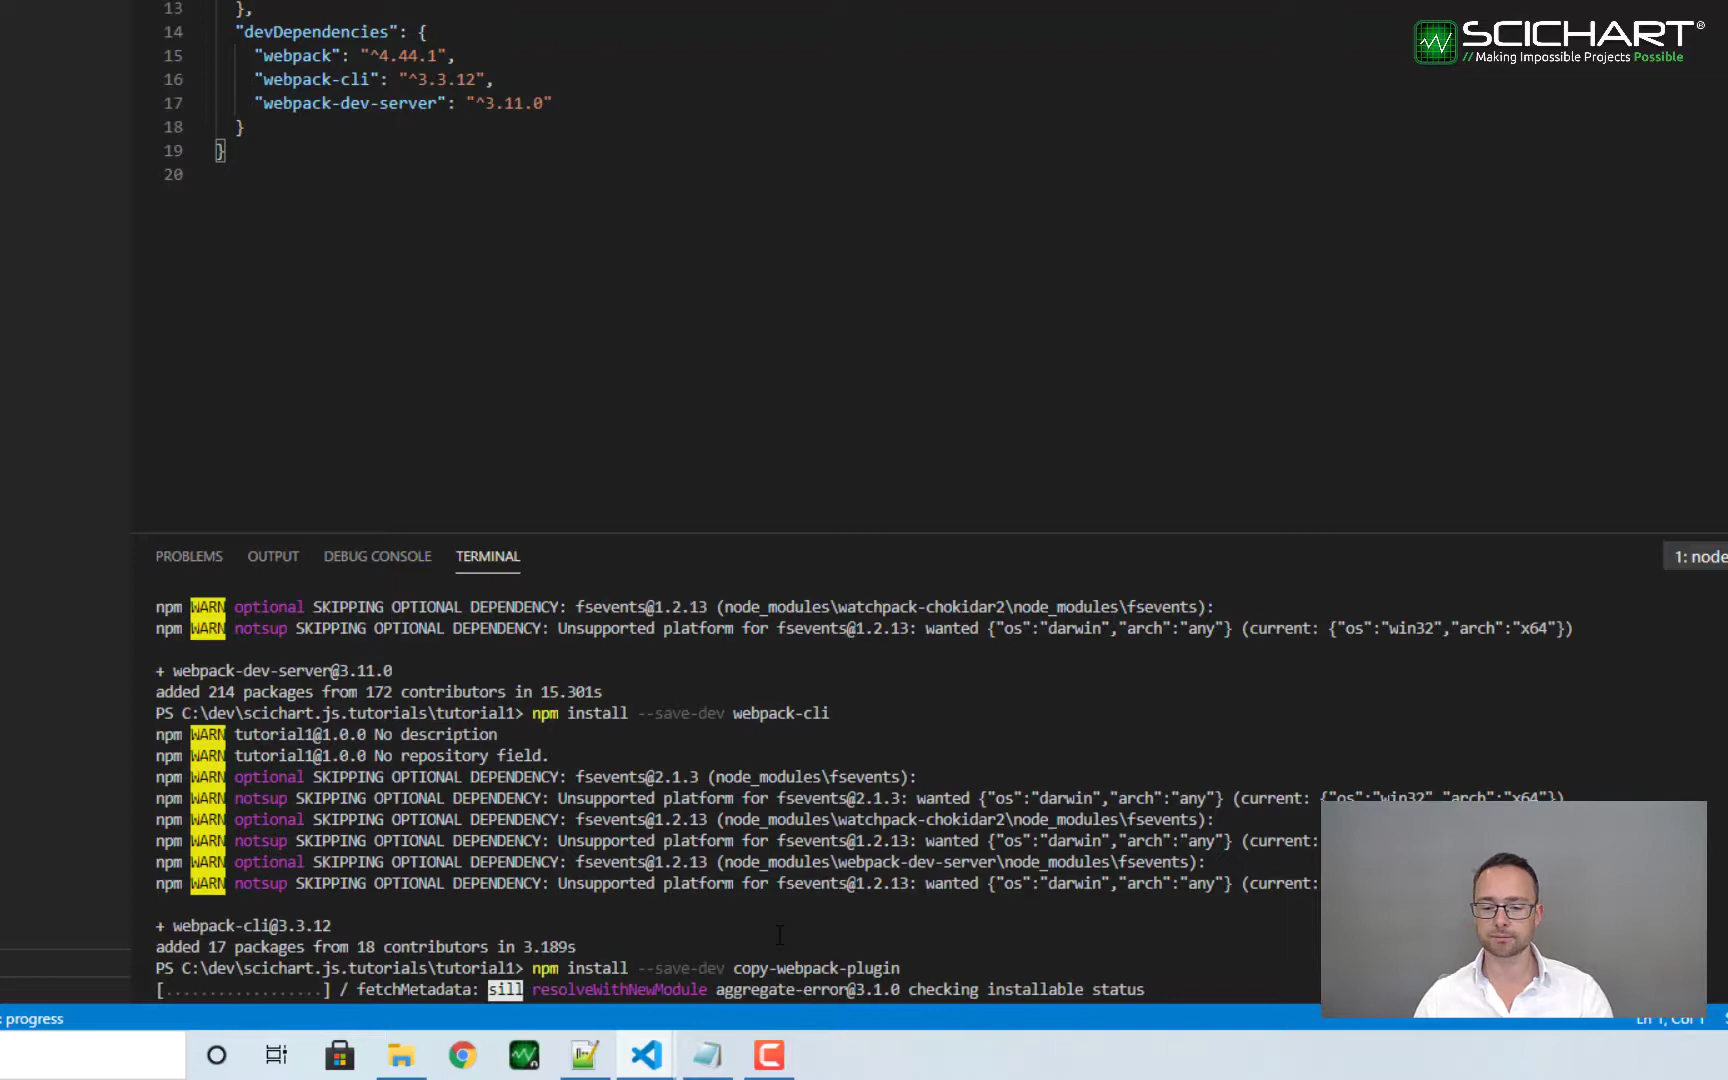 13 },
14 "devDependencies": {
15 "webpack": "^4.44.1",
16 "webpack-cli": "^3.3.12",
17 "webpack-dev-server": "^3.11.0"
18 }
19 }
20
SCICHART®
// Making Impossible Projects Possible
PROBLEMS OUTPUT DEBUG CONSOLE TERMINAL 1: node
npm WARN optional SKIPPING OPTIONAL DEPENDENCY: fsevents@1.2.13 (node_modules\watchpack-chokidar2\node_modules\fsevents):
npm WARN notsup SKIPPING OPTIONAL DEPENDENCY: Unsupported platform for fsevents@1.2.13: wanted {"os":"darwin","arch":"any"} (current: {"os":"win32","arch":"x64"})
+ webpack-dev-server@3.11.0
added 214 packages from 172 contributors in 15.301s
PS C:\dev\scichart.js.tutorials\tutorial1> npm install --save-dev webpack-cli
npm WARN tutorial1@1.0.0 No description
npm WARN tutorial1@1.0.0 No repository field.
npm WARN optional SKIPPING OPTIONAL DEPENDENCY: fsevents@2.1.3 (node_modules\fsevents):
npm WARN notsup SKIPPING OPTIONAL DEPENDENCY: Unsupported platform for fsevents@2.1.3: wanted {"os":"darwin","arch":"any"} (current: {"os":"win32","arch":"x64"})
npm WARN optional SKIPPING OPTIONAL DEPENDENCY: fsevents@1.2.13 (node_modules\watchpack-chokidar2\node_modules\fsevents):
npm WARN notsup SKIPPING OPTIONAL DEPENDENCY: Unsupported platform for fsevents@1.2.13: wanted {"os":"darwin","arch":"any"} (current:
npm WARN optional SKIPPING OPTIONAL DEPENDENCY: fsevents@1.2.13 (node_modules\webpack-dev-server\node_modules\fsevents):
npm WARN notsup SKIPPING OPTIONAL DEPENDENCY: Unsupported platform for fsevents@1.2.13: wanted {"os":"darwin","arch":"any"} (current:
+ webpack-cli@3.3.12
added 17 packages from 18 contributors in 3.189s
PS C:\dev\scichart.js.tutorials\tutorial1> npm install --save-dev copy-webpack-plugin
[..................] / fetchMetadata: sill resolveWithNewModule aggregate-error@3.1.0 checking installable status
progress Ln 1, Col 1